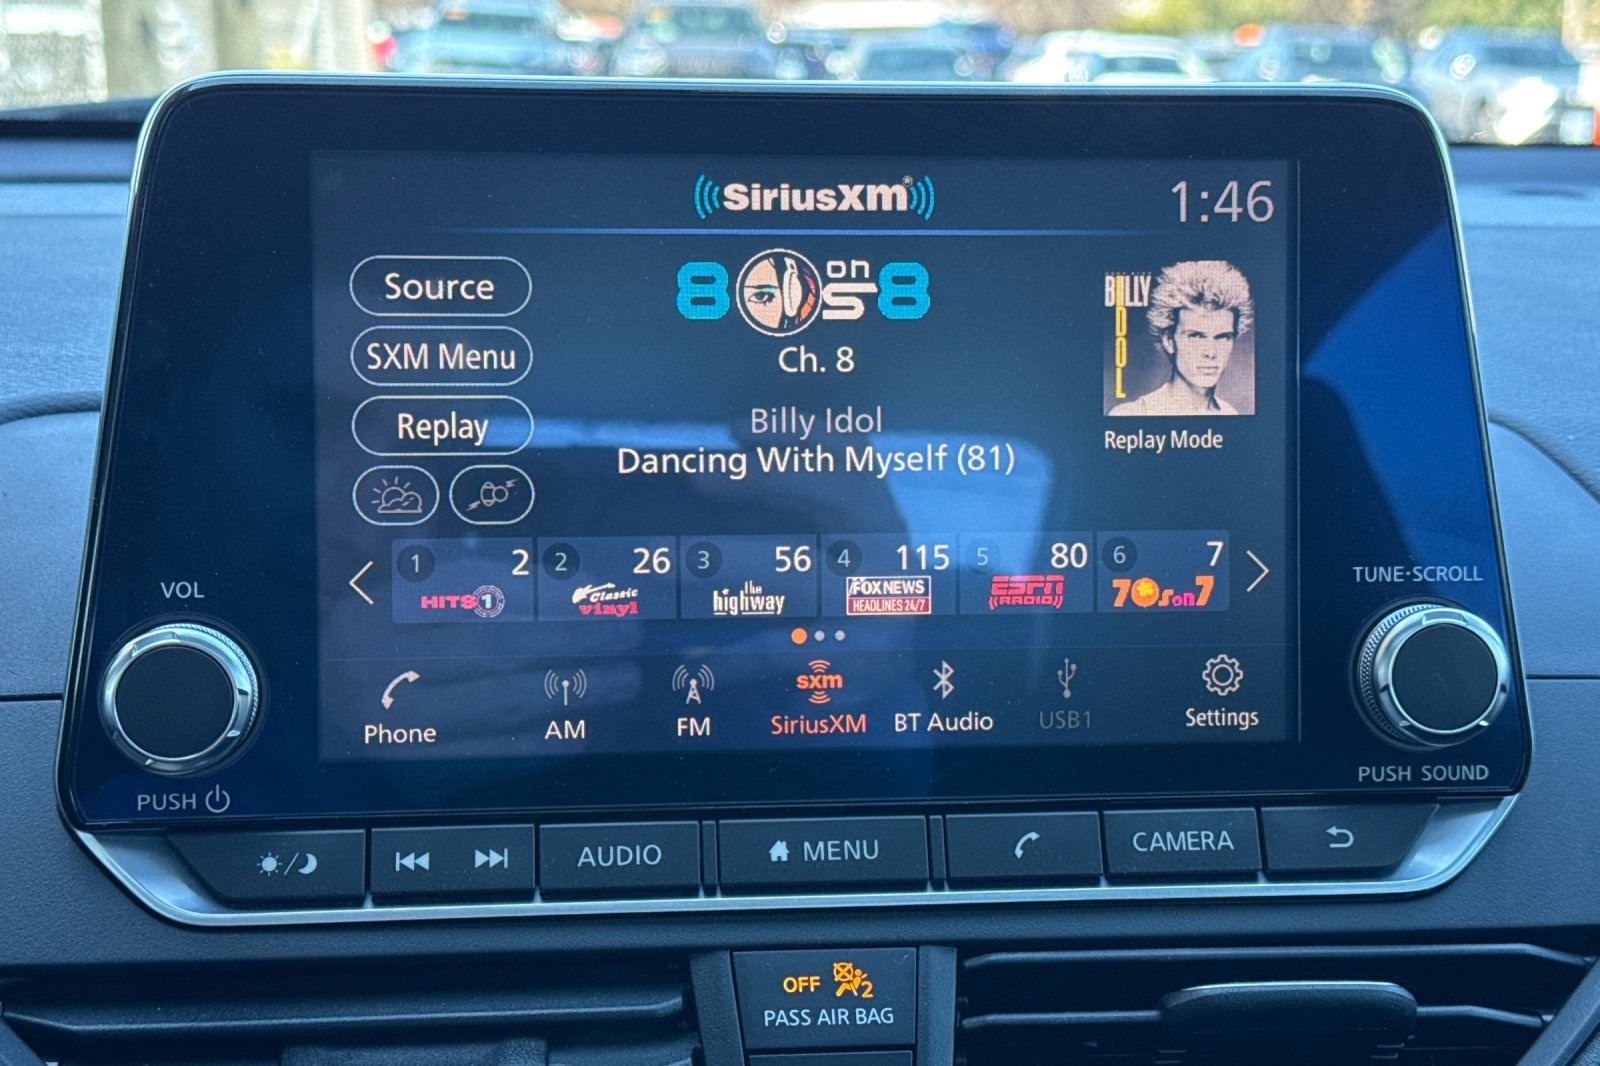 SiriusXM®
1:46
Source
SXM Menu
Replay
8 on 8
Ch. 8
Billy Idol
Dancing With Myself (81)
BILLY
IDOL
Replay Mode
1 2
HITS 1
2 26
Classic
vinyl
3 56
the
highway
4 115
FOX NEWS
HEADLINES 24/7
5 80
ESPN
RADIO
6 7
70s on 7
Phone
AM
FM
sxm
SiriusXM
BT Audio
USB1
Settings
VOL
PUSH
TUNE·SCROLL
PUSH SOUND
AUDIO
MENU
CAMERA
OFF 2
PASS AIR BAG